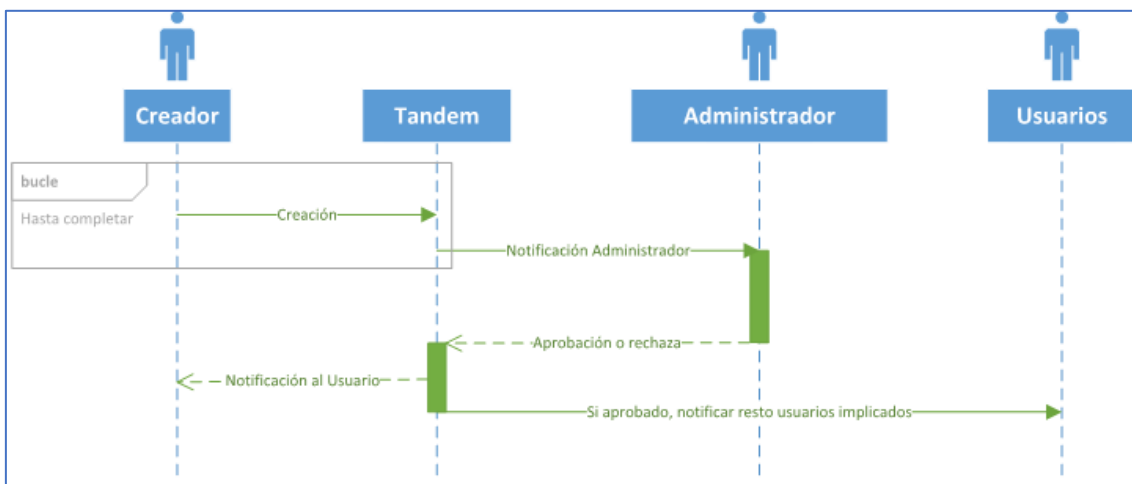 Creador
Tandem
Administrador
Usuarios
bucle
Hasta completar
Creación
Notificación Administrador
Aprobación o rechaza
Notificación al Usuario
Si aprobado, notificar resto usuarios implicados